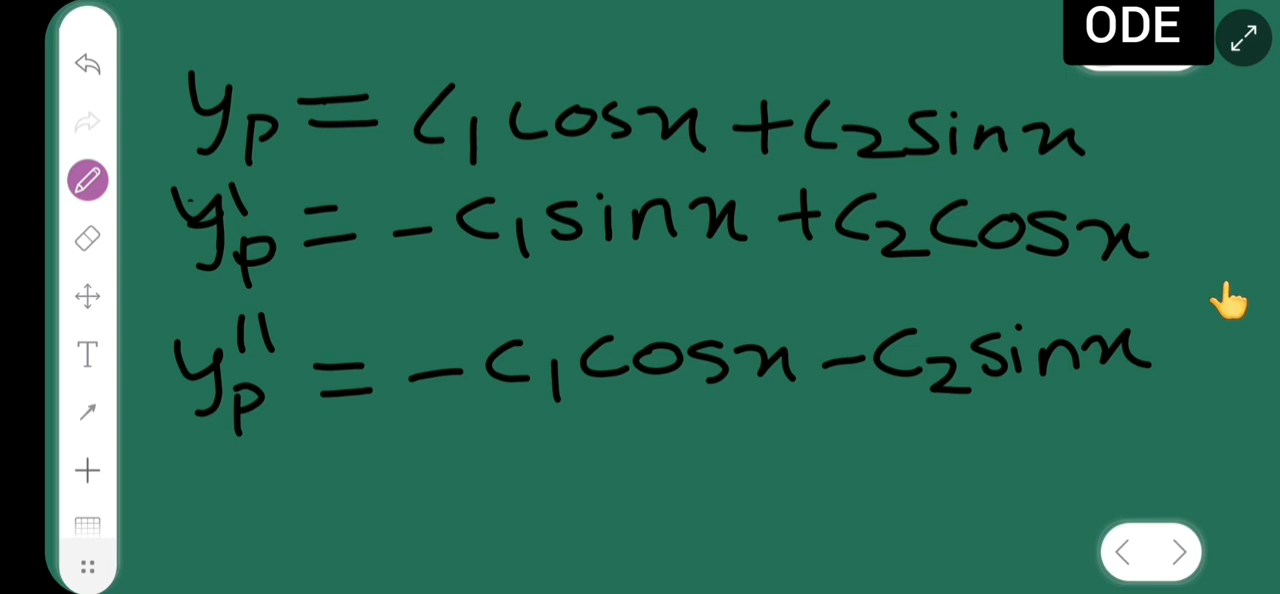 ODE
yp = c1 cosx + c2 sinx
y'p = -c1 sinx + c2 cosx
y''p = -c1 cosx - c2 sinx
T